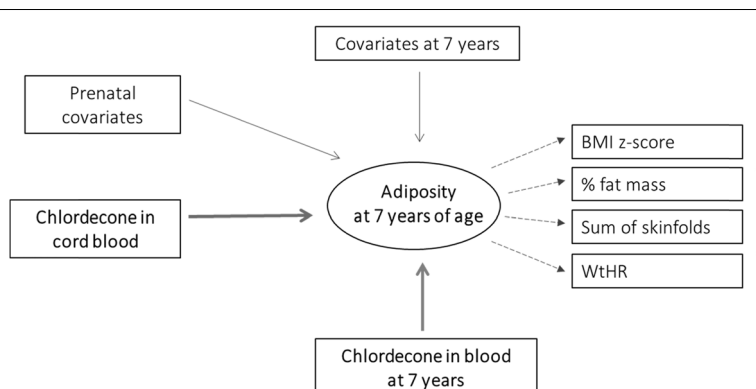 Covariates at 7 years
Prenatal
covariates
BMI z-score
% fat mass
Adiposity
at 7 years of age
Chlordecone in
cord blood
Sum of skinfolds
WtHR
Chlordecone in blood
at 7 years